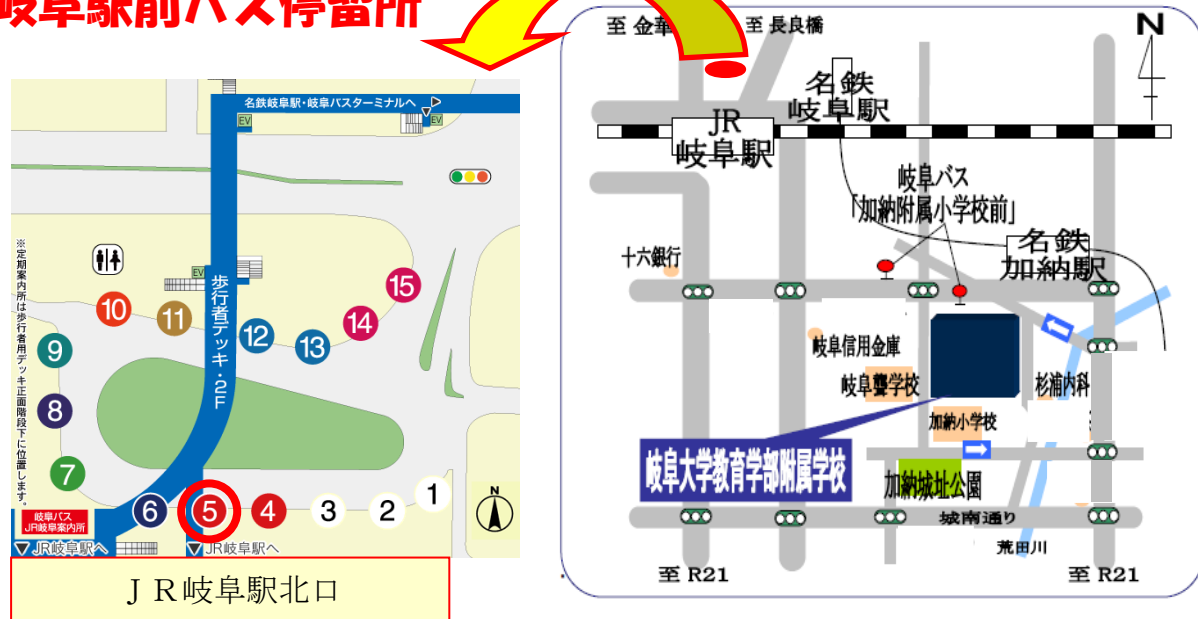 岐阜駅前バス停留所
名鉄岐阜駅・岐阜バスターミナルへ
EV
EV
EV
歩行者デッキ・2F
※定期案内所は歩行者用デッキ正面階段下に位置します。
15
14
13
12
11
10
9
8
7
6
5
4
3
2
1
N
岐阜バス
JR岐阜案内所
JR岐阜駅へ
JR岐阜駅へ
ＪＲ岐阜駅北口
至 金華
至 長良橋
N
名鉄
岐阜駅
JR
岐阜駅
岐阜バス
「加納附属小学校前」
名鉄
加納駅
十六銀行
岐阜信用金庫
岐阜聾学校
杉浦内科
加納小学校
岐阜大学教育学部附属学校
加納城址公園
城南通り
荒田川
至 R21
至 R21